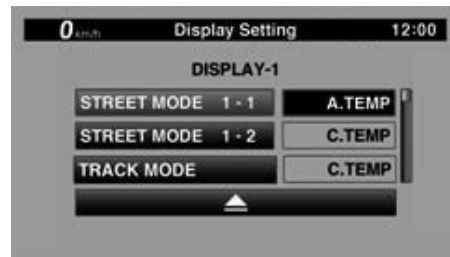 0 km/h Display Setting 12:00
DISPLAY-1
STREET MODE 1 - 1 A.TEMP
STREET MODE 1 - 2 C.TEMP
TRACK MODE C.TEMP